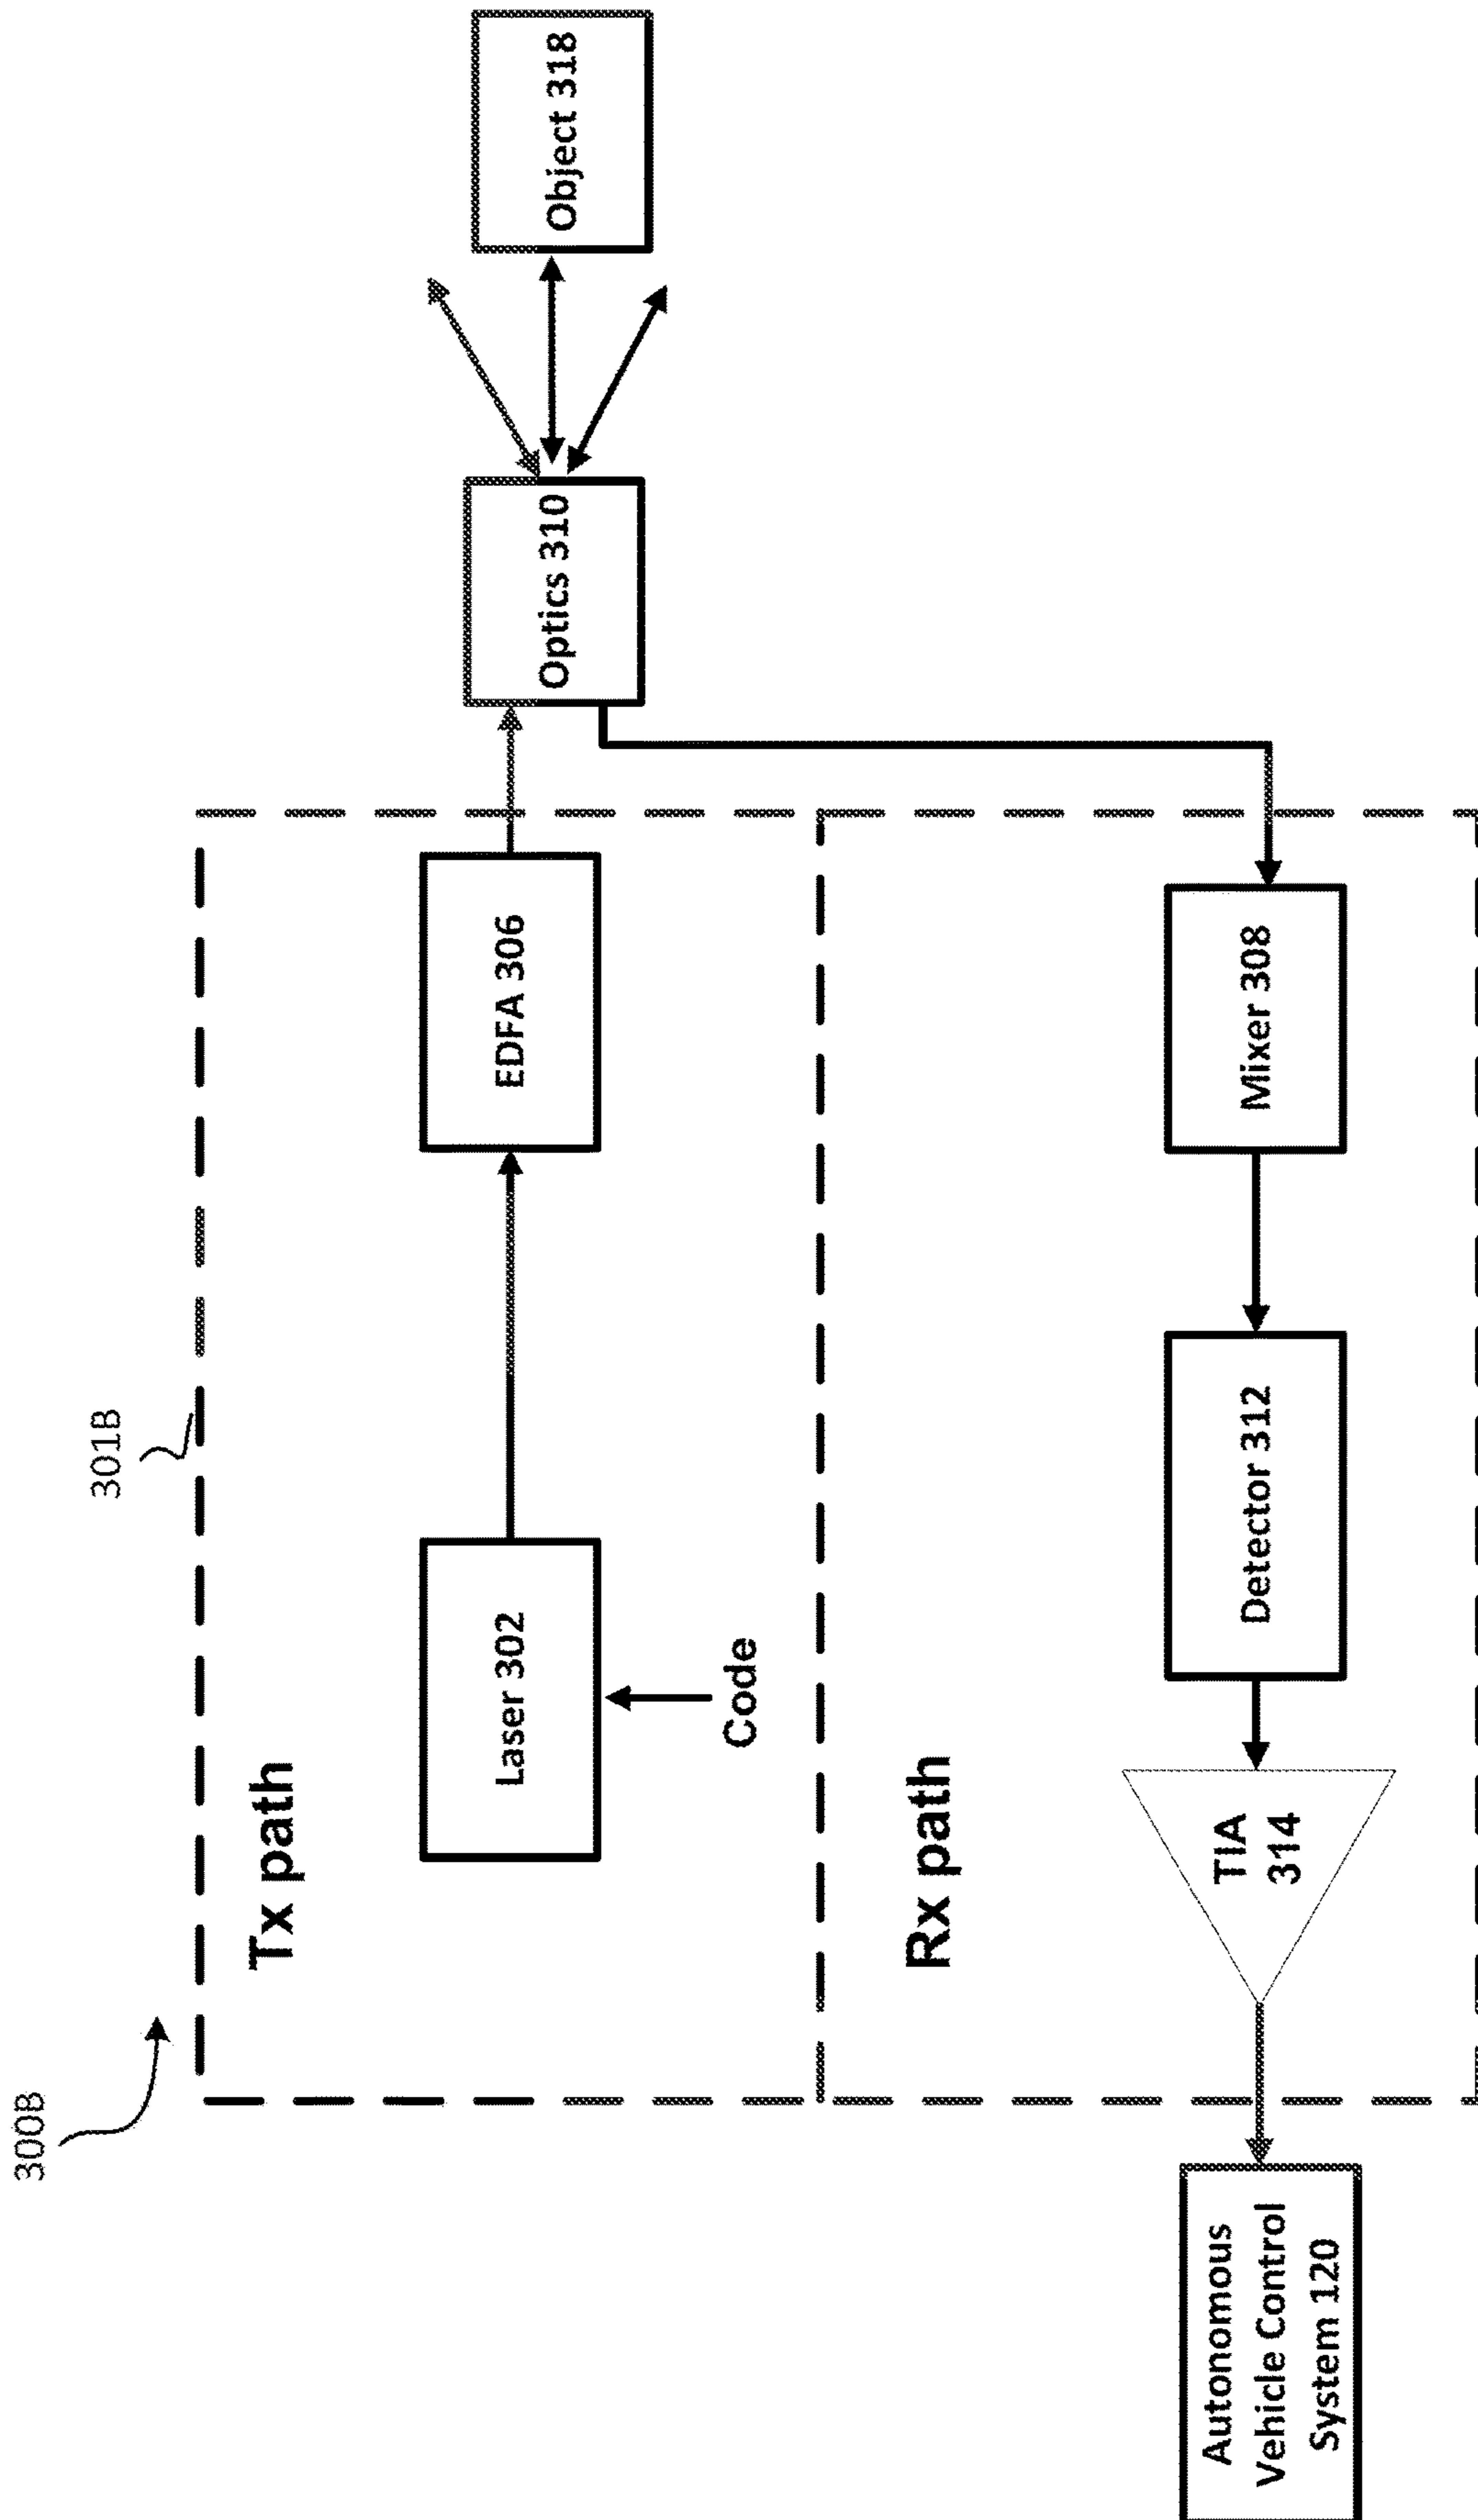 300B
301B
Tx path
Laser 302
Code
EDFA 306
Optics 310
Object 318
Rx path
Mixer 308
Detector 312
TIA
314
Autonomous
Vehicle Control
System 120